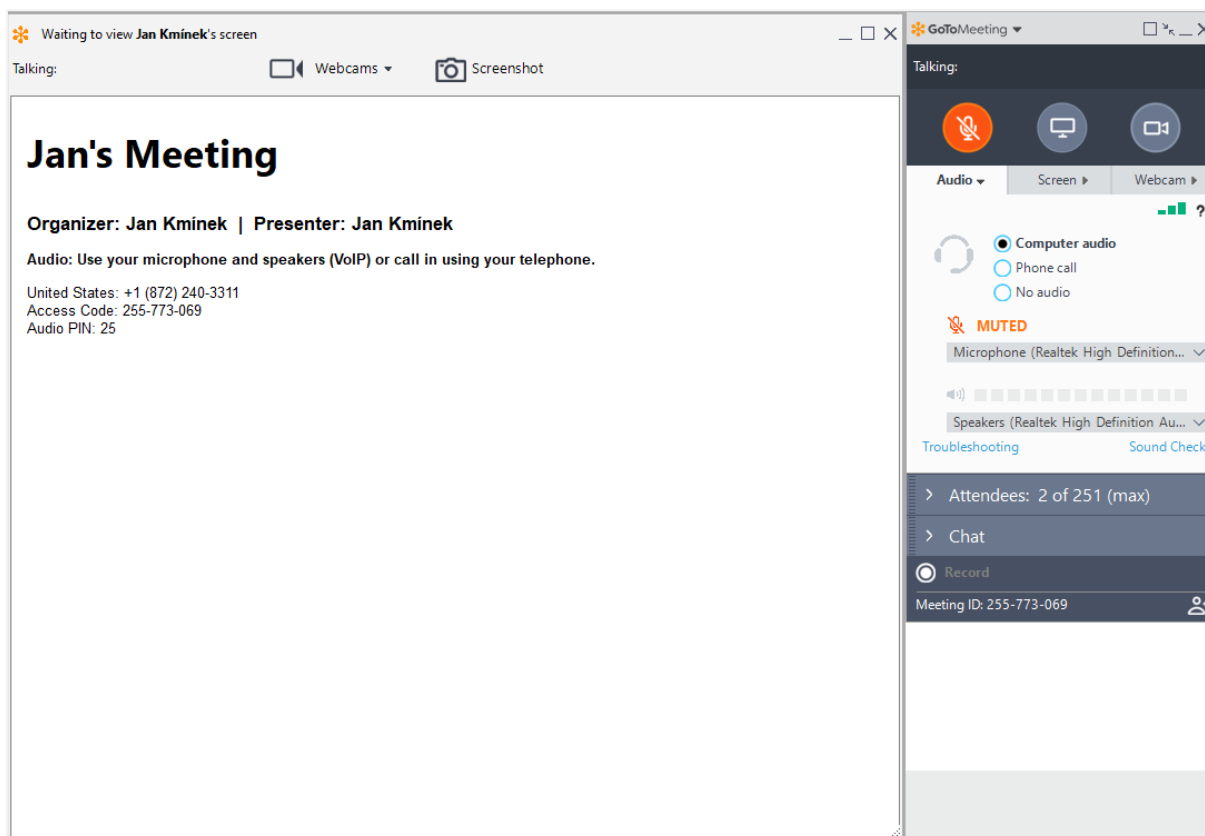 Waiting to view Jan Kmínek's screen
Talking:
Webcams
Screenshot
Jan's Meeting
Organizer: Jan Kmínek | Presenter: Jan Kmínek
Audio: Use your microphone and speakers (VoIP) or call in using your telephone.
United States: +1 (872) 240-3311
Access Code: 255-773-069
Audio PIN: 25
GoToMeeting
Talking:
Audio
Screen
Webcam
?
Computer audio
Phone call
No audio
MUTED
Microphone (Realtek High Definition...
Speakers (Realtek High Definition Au...
Troubleshooting
Sound Check
Attendees: 2 of 251 (max)
Chat
Record
Meeting ID: 255-773-069